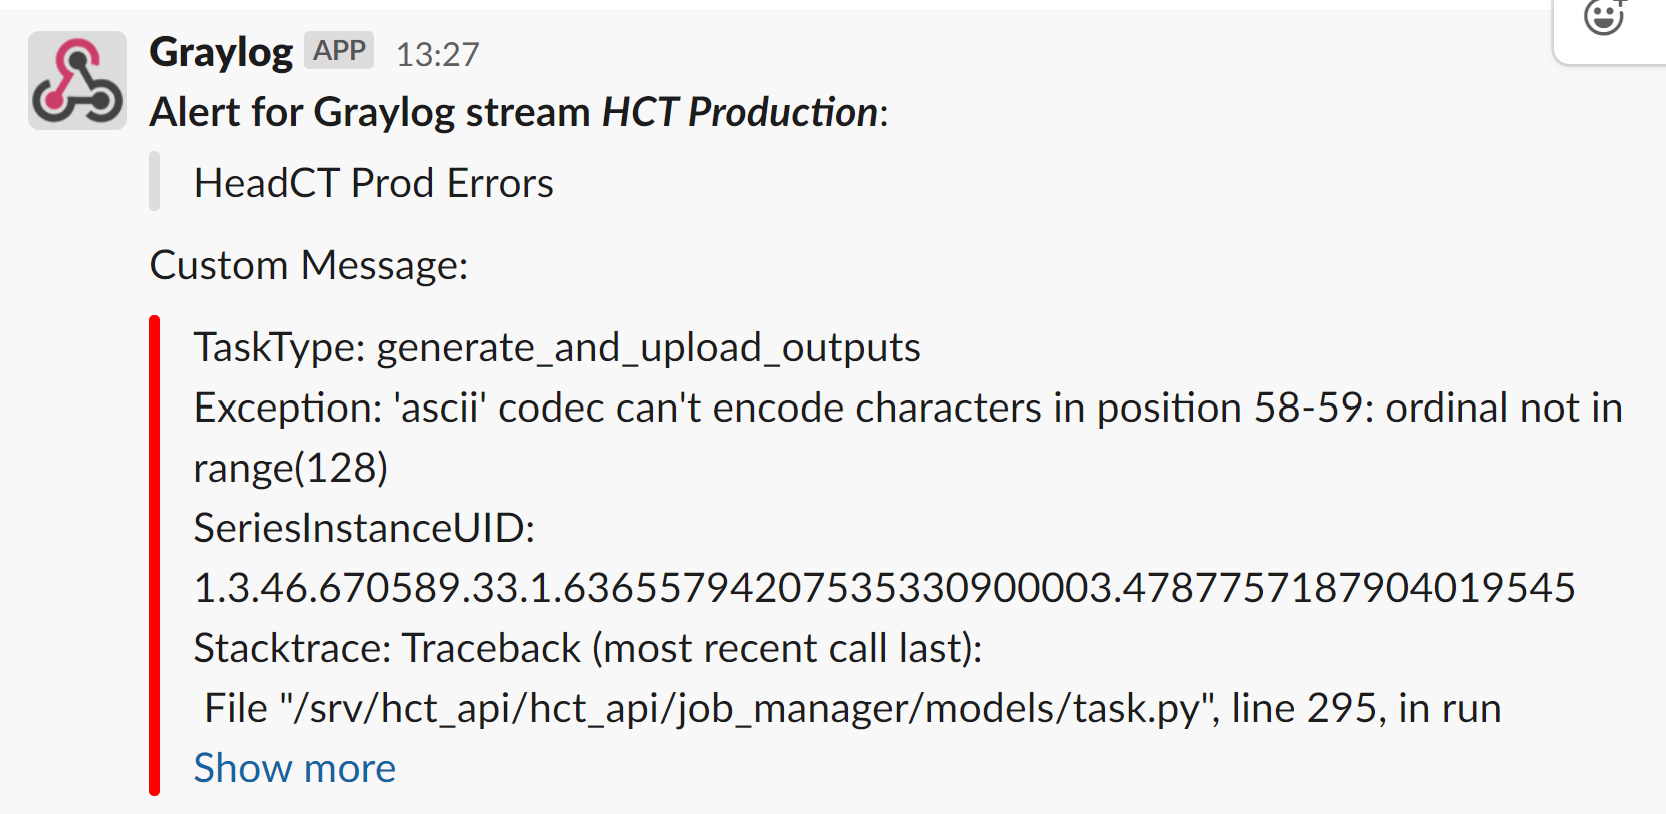 Graylog APP 13:27
Alert for Graylog stream HCT Production:
HeadCT Prod Errors
Custom Message:
TaskType: generate_and_upload_outputs
Exception: 'ascii' codec can't encode characters in position 58-59: ordinal not in
range(128)
SeriesInstanceUID:
1.3.46.670589.33.1.63655794207535330900003.4787757187904019545
Stacktrace: Traceback (most recent call last):
File "/srv/hct_api/hct_api/job_manager/models/task.py", line 295, in run
Show more